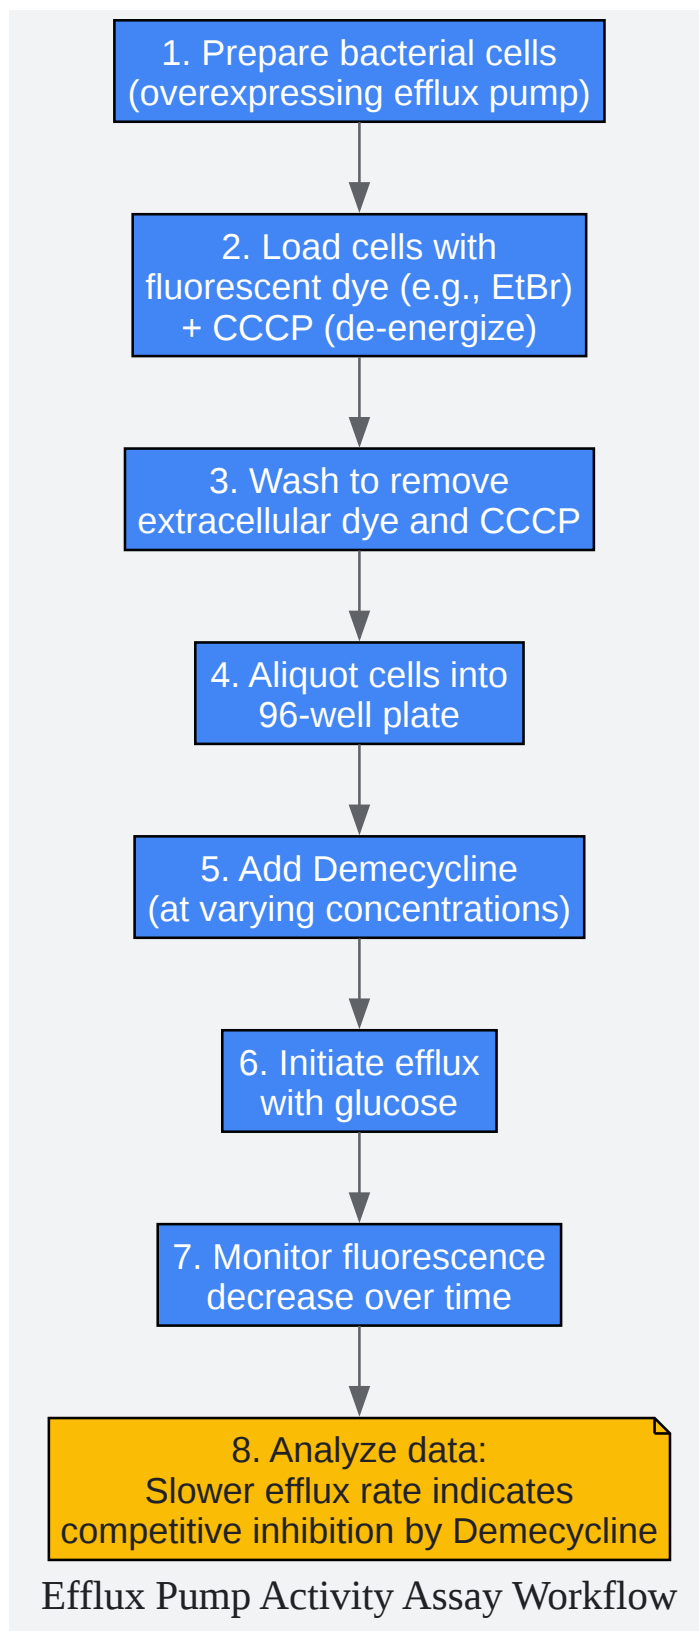 1. Prepare bacterial cells
(overexpressing efflux pump)
2. Load cells with
fluorescent dye (e.g., EtBr)
+ CCCP (de-energize)
3. Wash to remove
extracellular dye and CCCP
4. Aliquot cells into
96-well plate
5. Add Demecycline
(at varying concentrations)
6. Initiate efflux
with glucose
7. Monitor fluorescence
decrease over time
8. Analyze data:
Slower efflux rate indicates
competitive inhibition by Demecycline
Efflux Pump Activity Assay Workflow